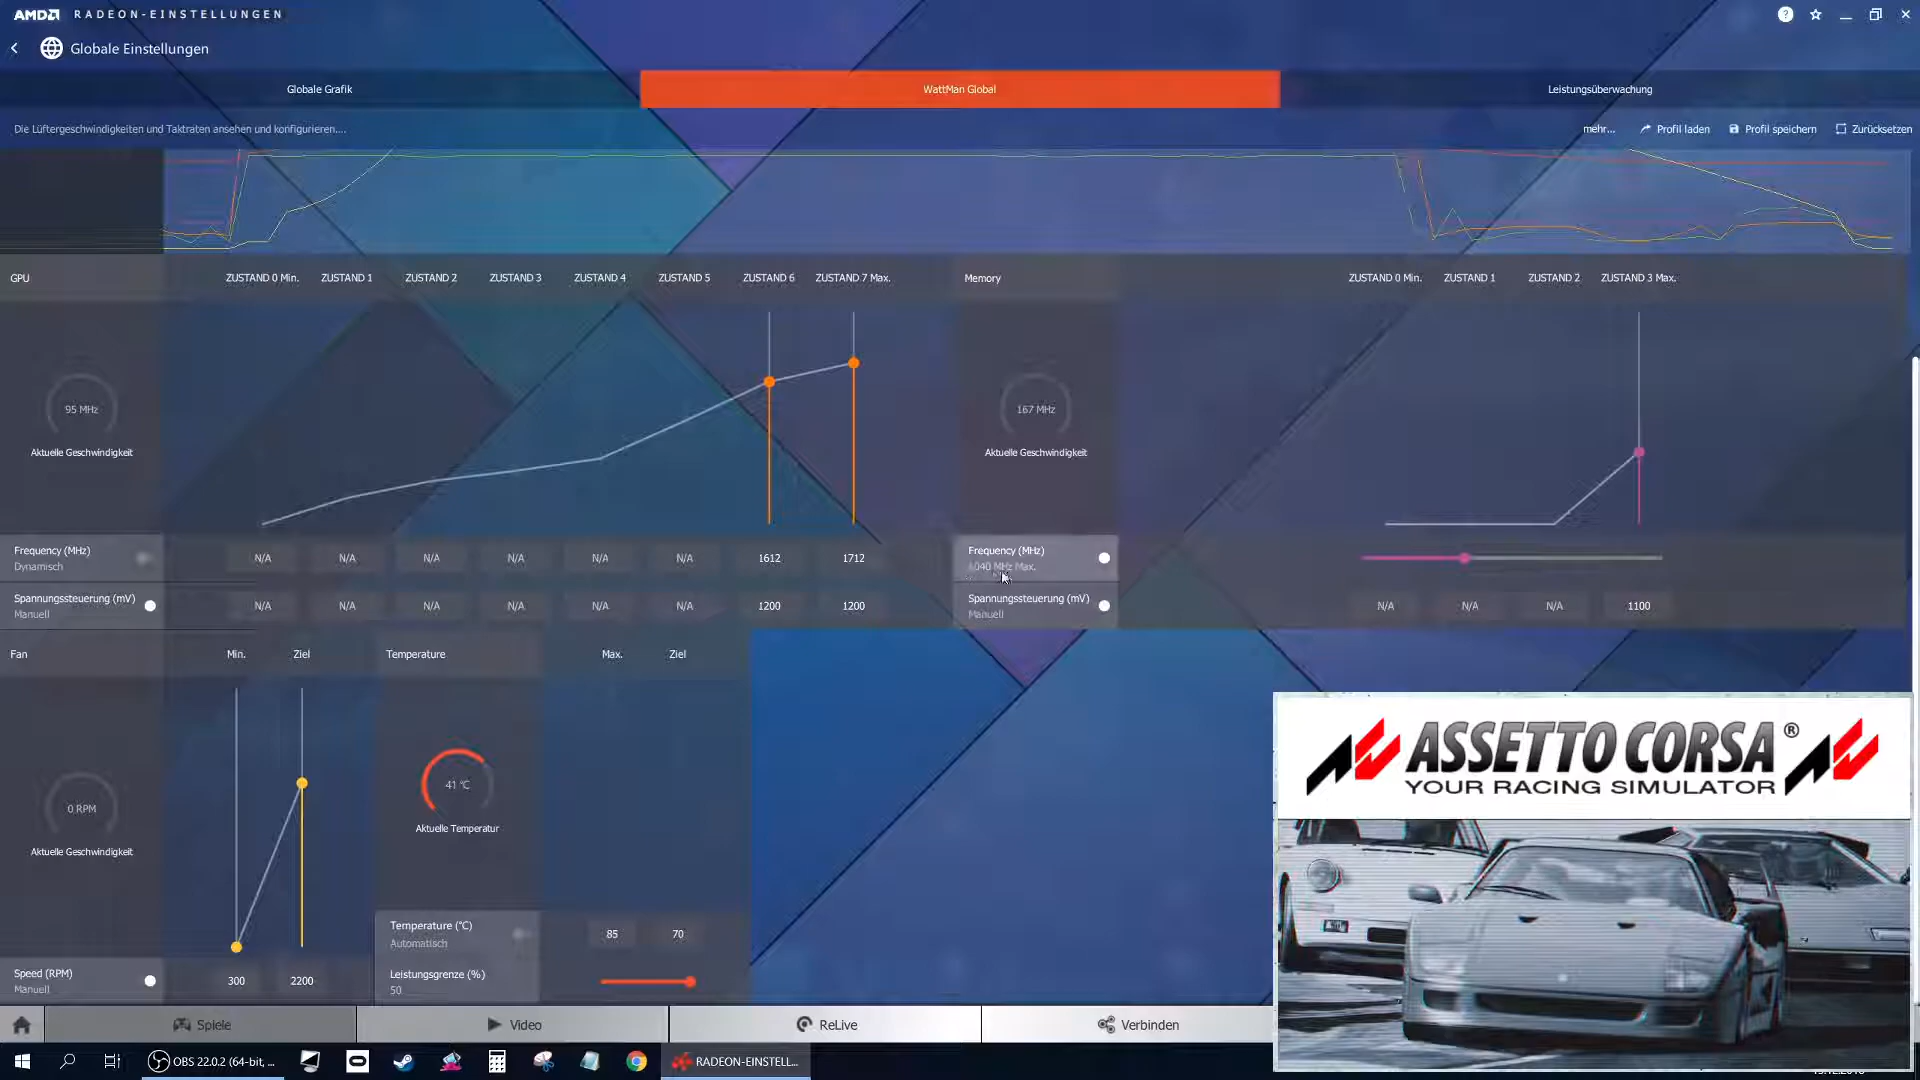 AMD RADEON-EINSTELLUNGEN
Globale Einstellungen
Globale Grafik
WattMan Global
Leistungsüberwachung
Die Lüftergeschwindigkeiten und Taktraten ansehen und konfigurieren....
mehr...
Profil laden
Profil speichern
Zurücksetzen
GPU
ZUSTAND 0 Min. ZUSTAND 1 ZUSTAND 2 ZUSTAND 3 ZUSTAND 4 ZUSTAND 5 ZUSTAND 6 ZUSTAND 7 Max.
95 MHz
Aktuelle Geschwindigkeit
Frequency (MHz)
Dynamisch
N/A N/A N/A N/A N/A N/A 1612 1712
Spannungssteuerung (mV)
Manuell
N/A N/A N/A N/A N/A N/A 1200 1200
Memory
ZUSTAND 0 Min. ZUSTAND 1 ZUSTAND 2 ZUSTAND 3 Max.
167 MHz
Aktuelle Geschwindigkeit
Frequency (MHz)
1040 MHz Max.
Spannungssteuerung (mV)
Manuell
N/A N/A N/A 1100
Fan
Min. Ziel
0 RPM
Aktuelle Geschwindigkeit
Speed (RPM)
Manuell
300 2200
Temperature
Max. Ziel
41 °C
Aktuelle Temperatur
Temperature (°C)
Automatisch
85 70
Leistungsgrenze (%)
50
ASSETTO CORSA ®
YOUR RACING SIMULATOR
Spiele
Video
ReLive
Verbinden
OBS 22.0.2 (64-bit, ...
RADEON-EINSTELL...